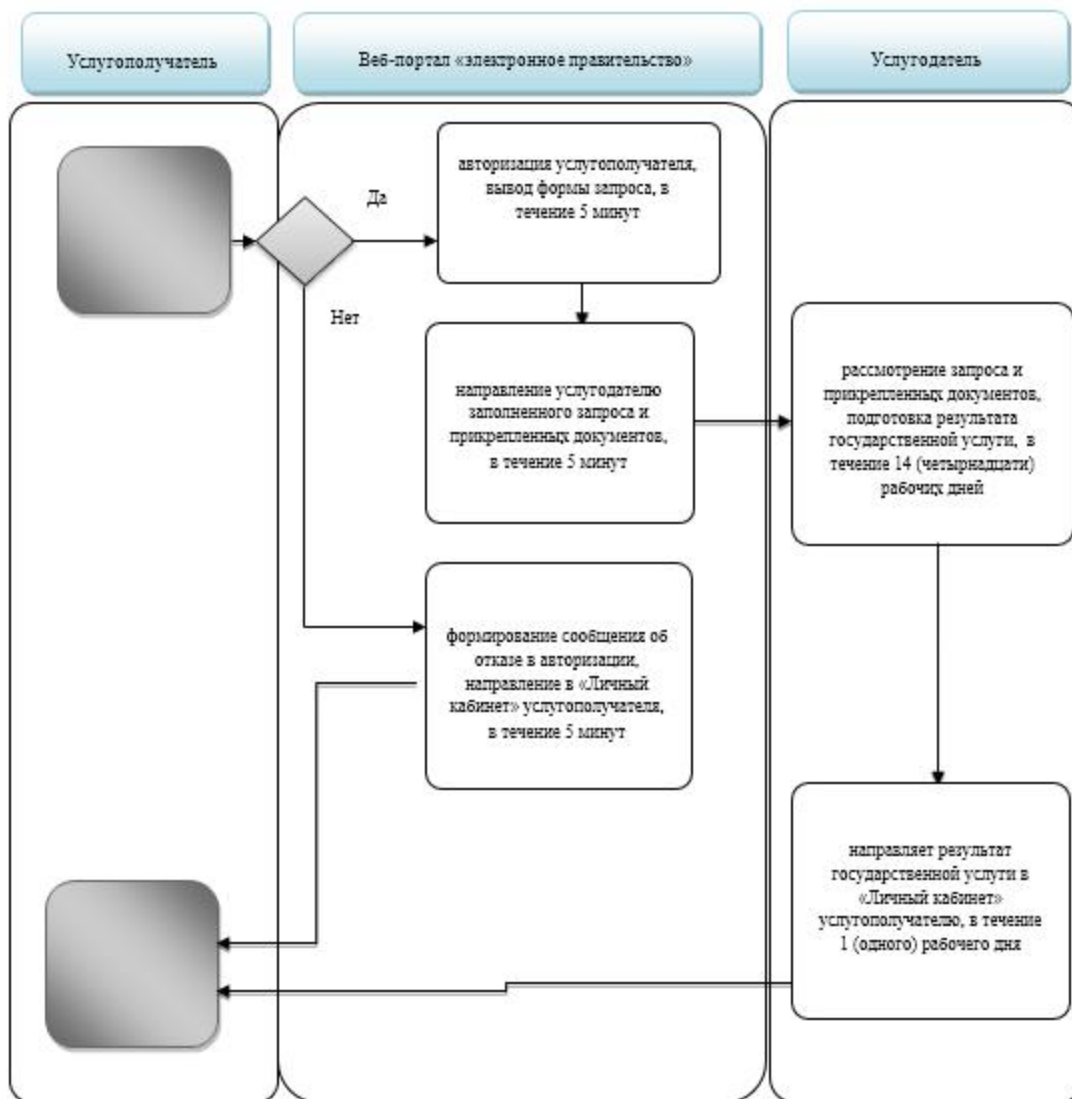 Услугополучатель
Веб-портал «электронное правительство»
Услугодатель
авторизация услугополучателя,
вывод формы запроса, в
течение 5 минут
Да
Нет
направление услугодателю
заполненного запроса и
прикрепленных документов,
в течение 5 минут
рассмотрение запроса и
прикрепленных документов,
подготовка результата
государственной услуги, в
течение 14 (четырнадцати)
рабочих дней
формирование сообщения об
отказе в авторизации,
направление в «Личный
кабинет» услугополучателя,
в течение 5 минут
направляет результат
государственной услуги в
«Личный кабинет»
услугополучателю, в течение
1 (одного) рабочего дня